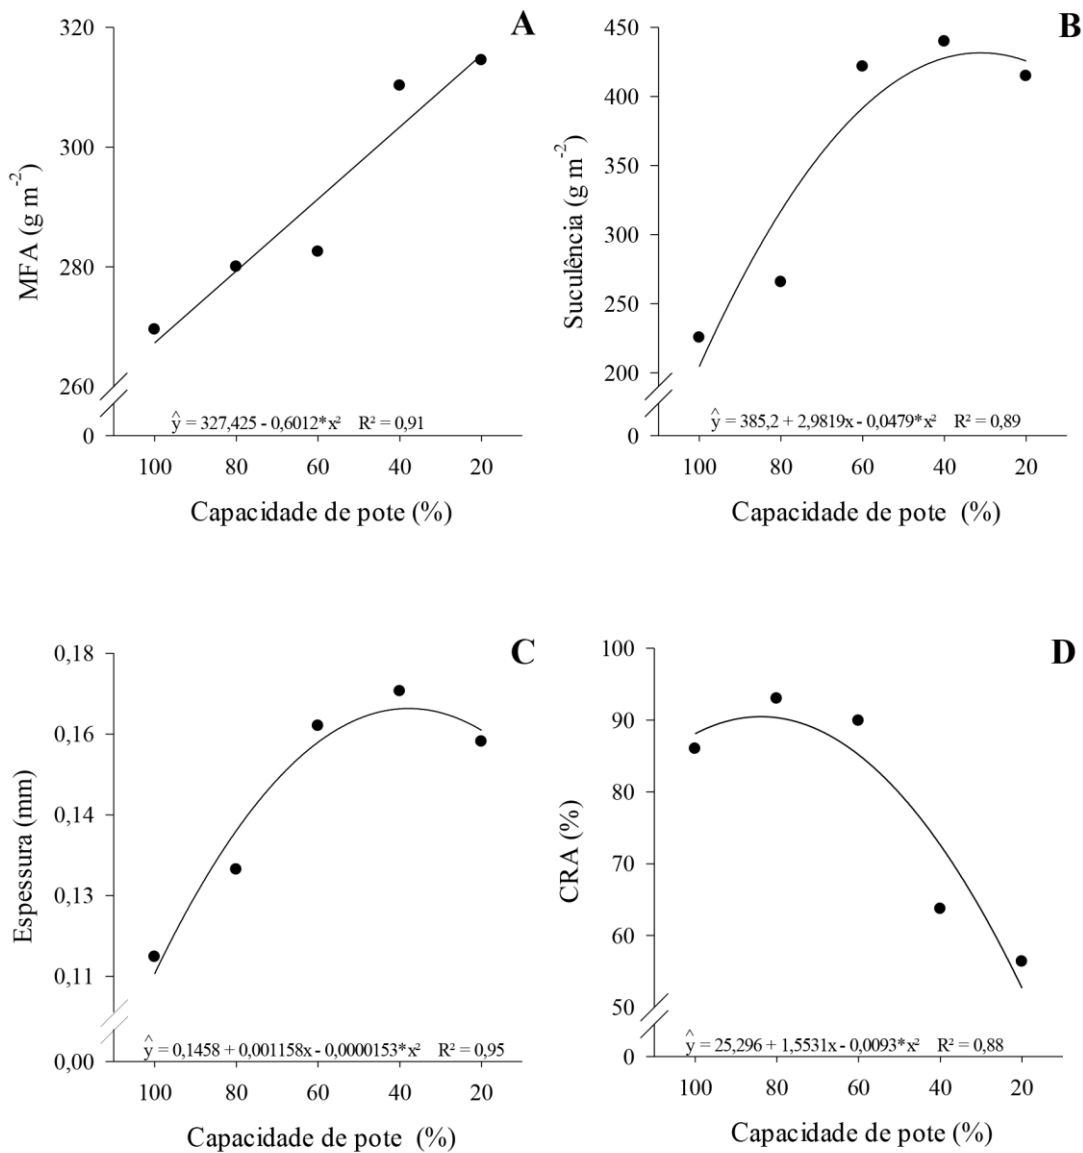 A
320
300
280
260
0
MFA (g m⁻²)
ŷ = 327,425 - 0,6012*x² R² = 0,91
100 80 60 40 20
Capacidade de pote (%)
B
450
400
350
300
250
200
0
Suculência (g m⁻²)
ŷ = 385,2 + 2,9819x - 0,0479*x² R² = 0,89
100 80 60 40 20
Capacidade de pote (%)
C
0,18
0,16
0,14
0,13
0,11
0,00
Espessura (mm)
ŷ = 0,1458 + 0,001158x - 0,0000153*x² R² = 0,95
100 80 60 40 20
Capacidade de pote (%)
D
100
90
80
70
60
50
0
CRA (%)
ŷ = 25,296 + 1,5531x - 0,0093*x² R² = 0,88
100 80 60 40 20
Capacidade de pote (%)